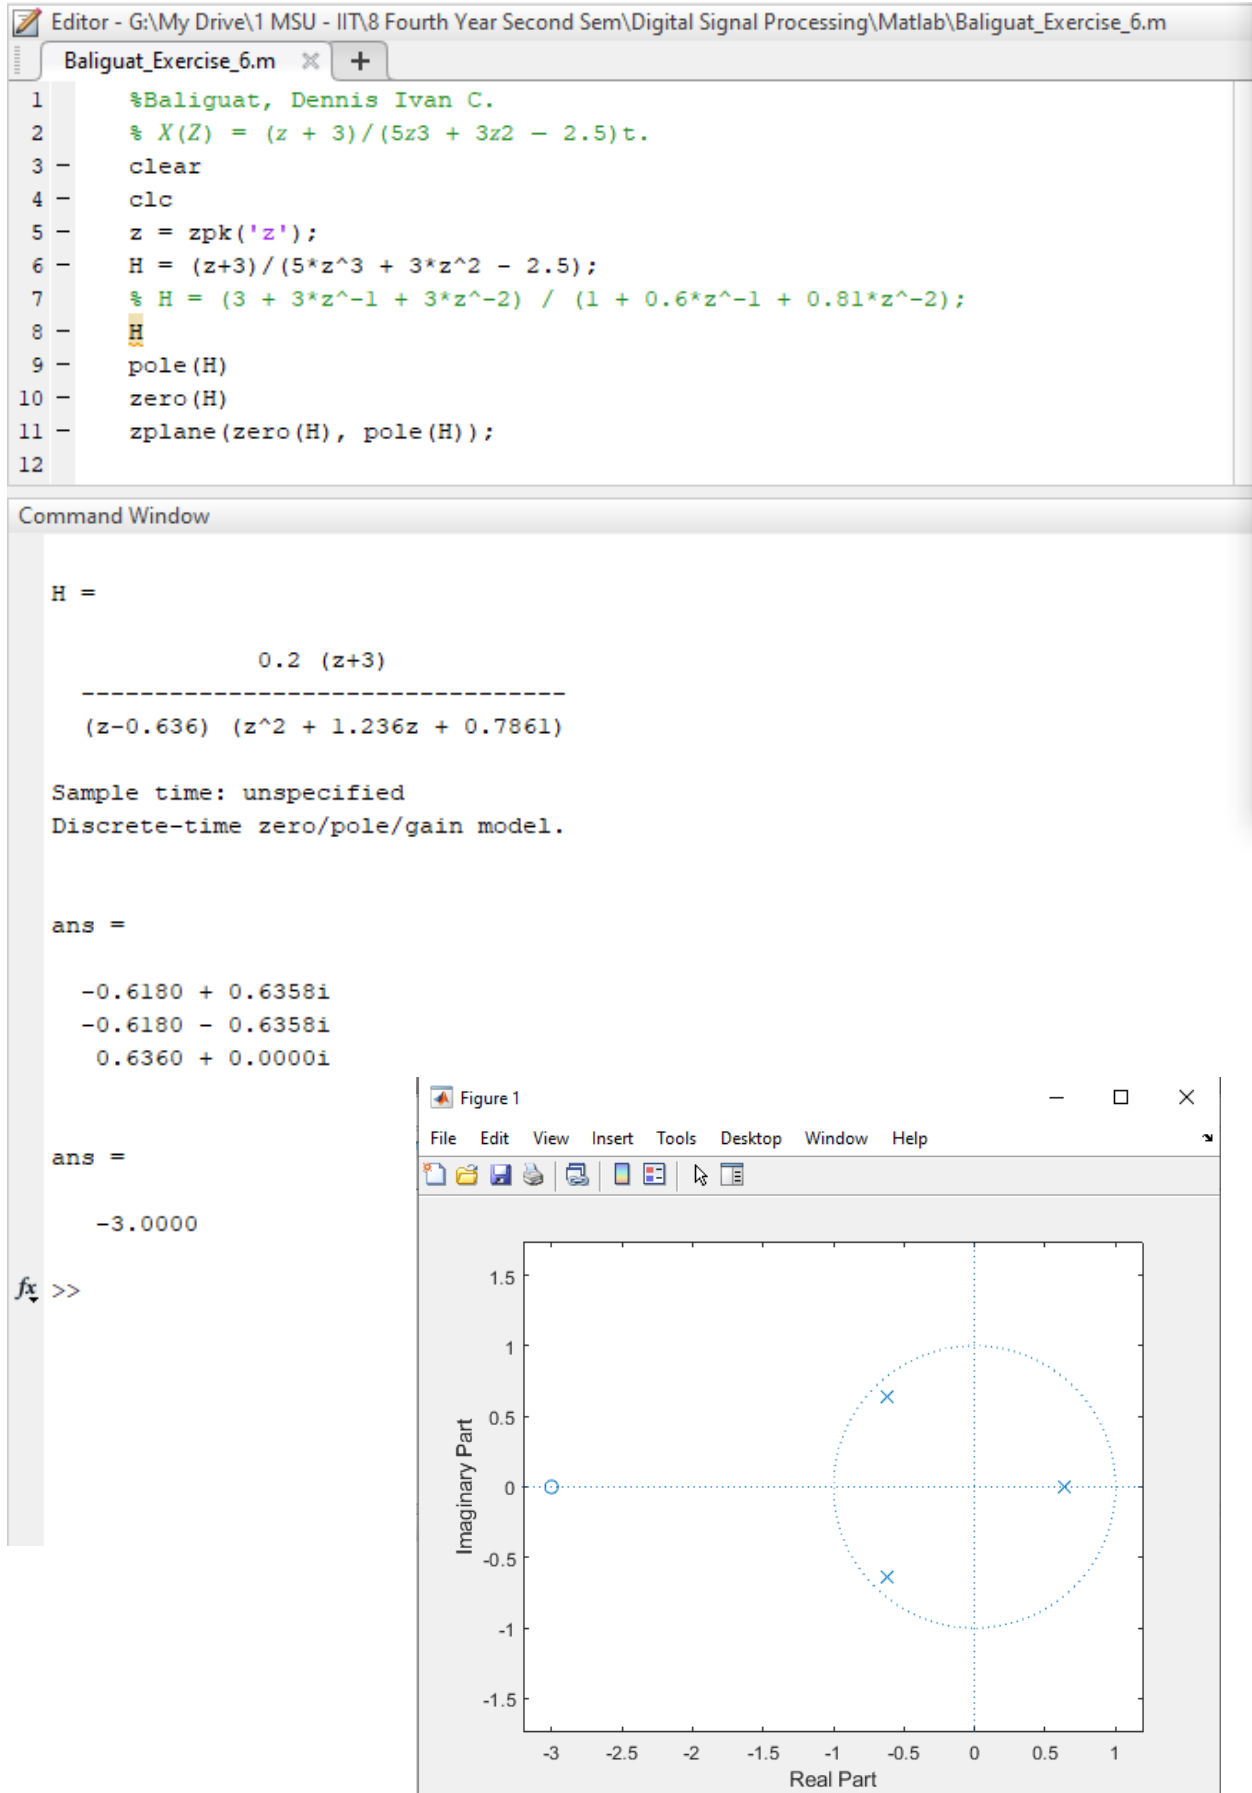 Editor - G:\My Drive\1 MSU - IIT\8 Fourth Year Second Sem\Digital Signal Processing\Matlab\Baliguat_Exercise_6.m
Baliguat_Exercise_6.m × +
1 %Baliguat, Dennis Ivan C.
2 % X(Z) = (z + 3)/(5z3 + 3z2 − 2.5)t.
3 − clear
4 − clc
5 − z = zpk('z');
6 − H = (z+3)/(5*z^3 + 3*z^2 - 2.5);
7 % H = (3 + 3*z^-1 + 3*z^-2) / (1 + 0.6*z^-1 + 0.81*z^-2);
8 − H
9 − pole(H)
10 − zero(H)
11 − zplane(zero(H), pole(H));
12
Command Window
H =
0.2 (z+3)
---------------------------------
(z-0.636) (z^2 + 1.236z + 0.7861)
Sample time: unspecified
Discrete-time zero/pole/gain model.
ans =
-0.6180 + 0.6358i
-0.6180 - 0.6358i
0.6360 + 0.0000i
ans =
-3.0000
fx >>
Figure 1
File Edit View Insert Tools Desktop Window Help
1.5
1
0.5
0
-0.5
-1
-1.5
Imaginary Part
-3 -2.5 -2 -1.5 -1 -0.5 0 0.5 1
Real Part